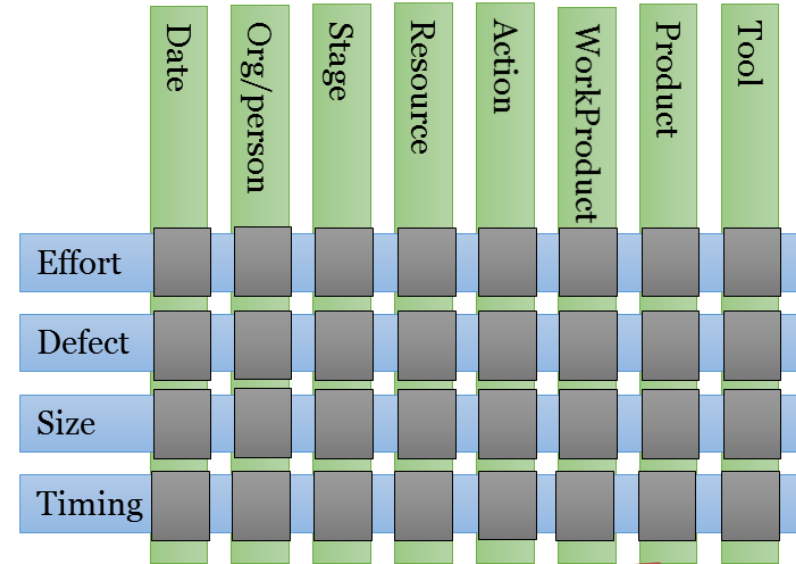 Date
Org/person
Stage
Resource
Action
WorkProduct
Product
Tool
Effort
Defect
Size
Timing